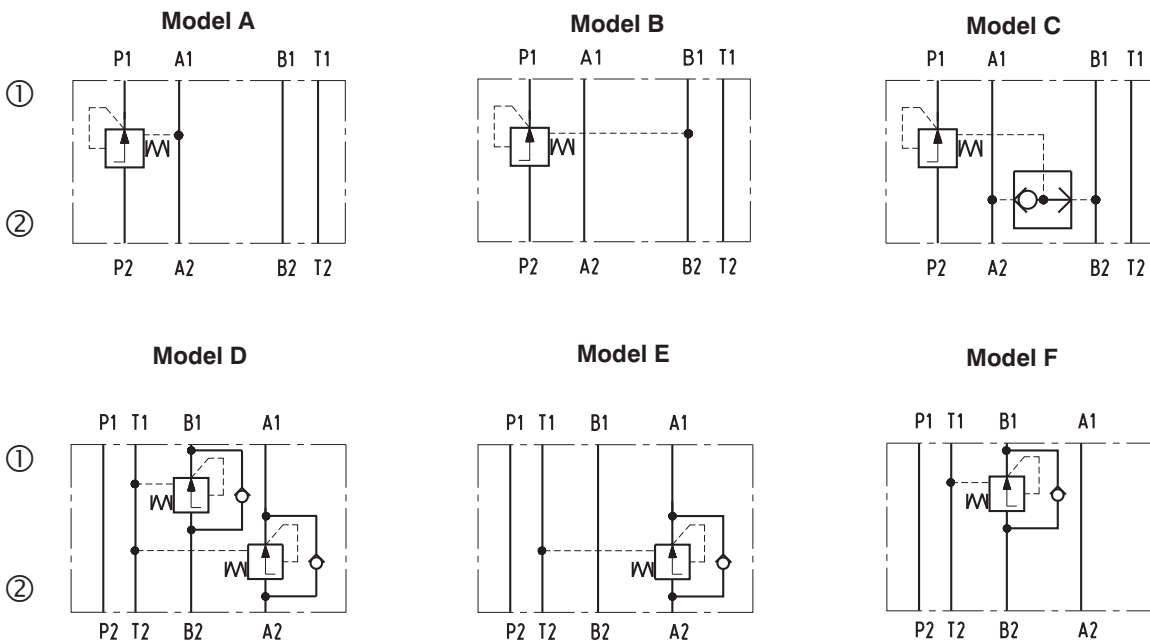 Model A
Model B
Model C
P1 A1 B1 T1
P1 A1 B1 T1
P1 A1 B1 T1
①
②
P2 A2 B2 T2
P2 A2 B2 T2
P2 A2 B2 T2
Model D
Model E
Model F
P1 T1 B1 A1
P1 T1 B1 A1
P1 T1 B1 A1
①
②
P2 T2 B2 A2
P2 T2 B2 A2
P2 T2 B2 A2